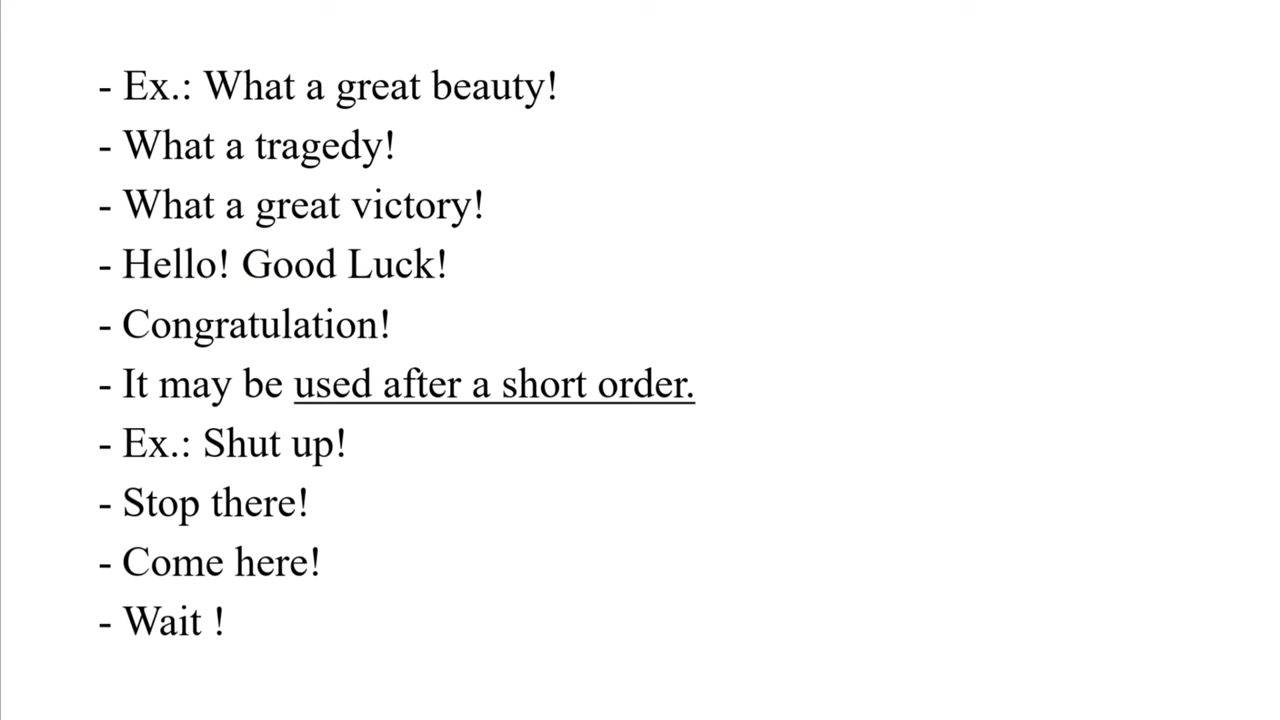 - Ex.: What a great beauty!
- What a tragedy!
- What a great victory!
- Hello! Good Luck!
- Congratulation!
- It may be used after a short order.
- Ex.: Shut up!
- Stop there!
- Come here!
- Wait !